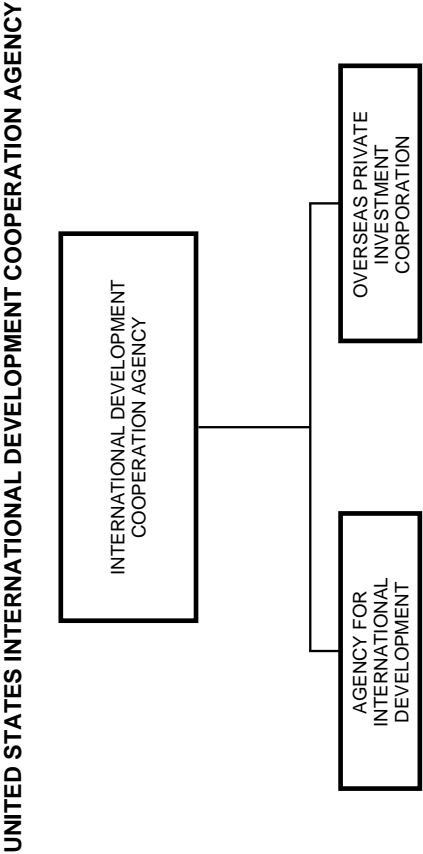 UNITED STATES INTERNATIONAL DEVELOPMENT COOPERATION AGENCY
INTERNATIONAL DEVELOPMENT
COOPERATION AGENCY
AGENCY FOR
INTERNATIONAL
DEVELOPMENT
OVERSEAS PRIVATE
INVESTMENT
CORPORATION